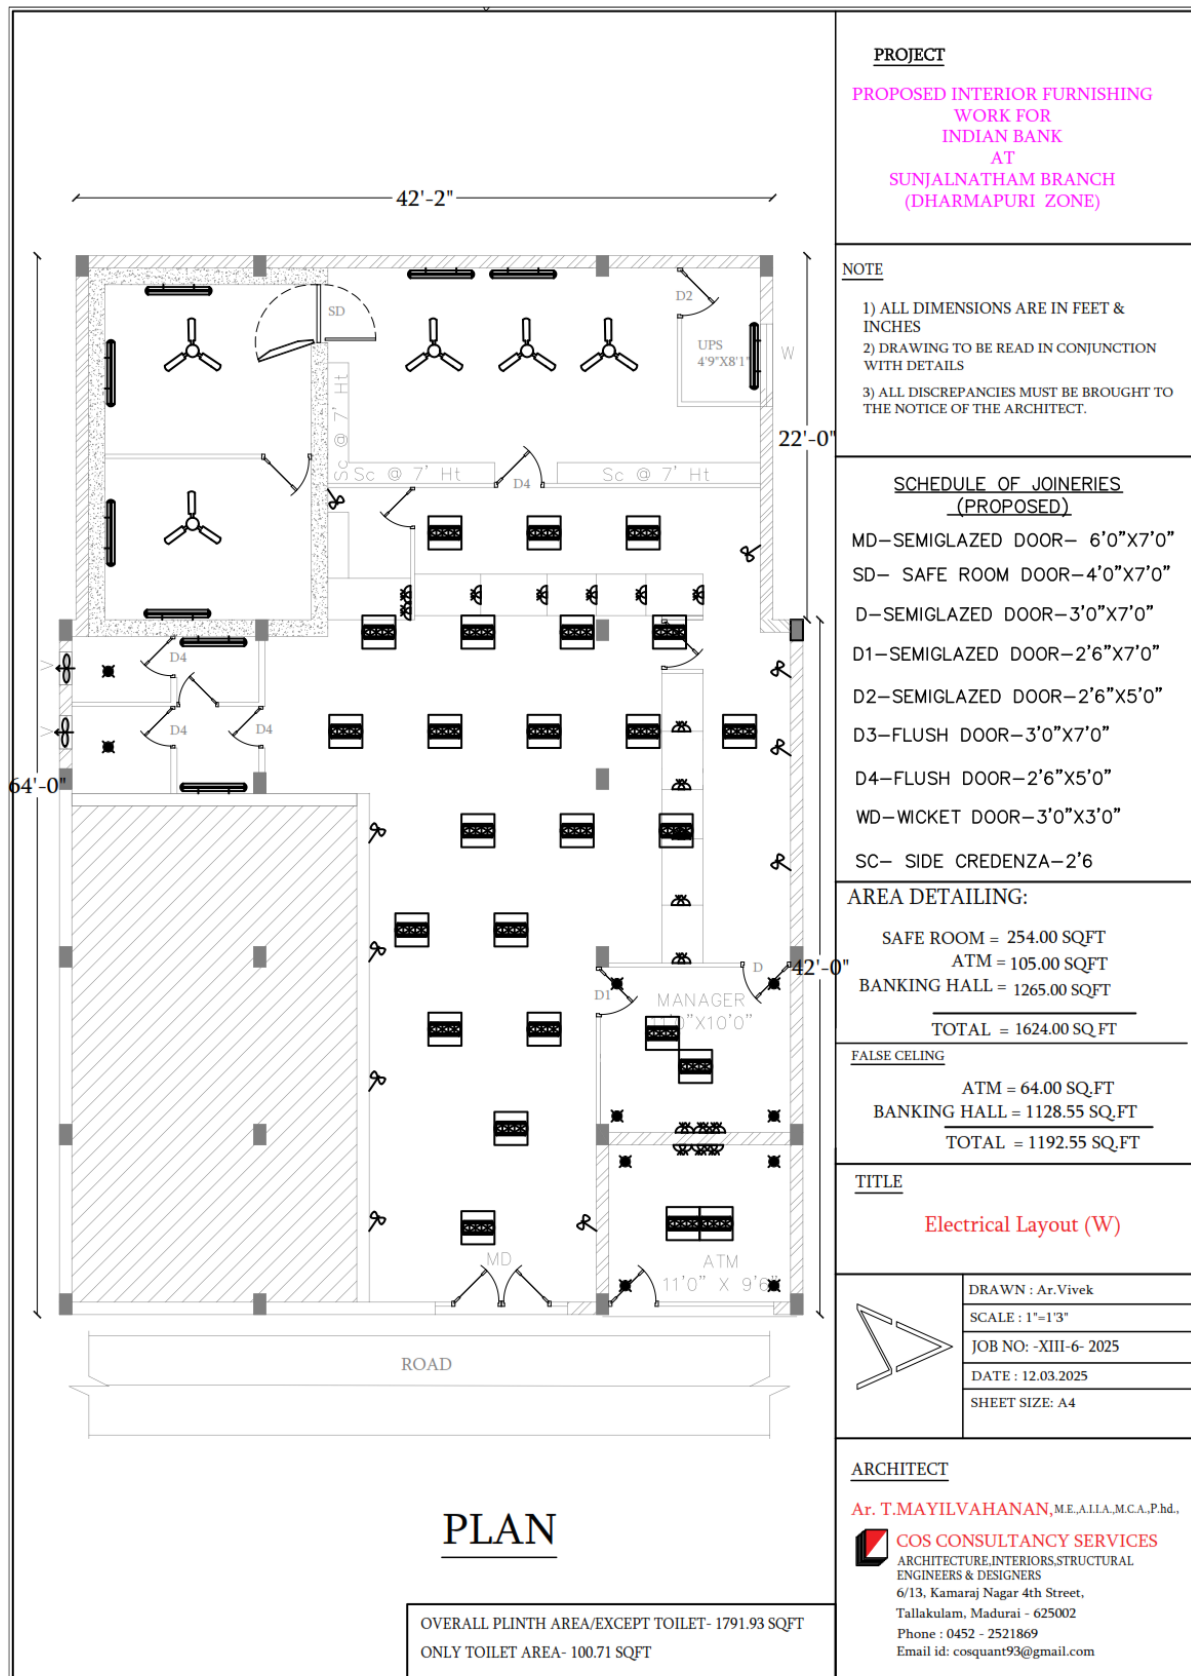 42'-2"
SD
D2
UPS
4'9"X8'1"
W
22'-0"
Sc @ 7' Ht
Sc @ 7' Ht
D4
Sc @ 7' Ht
D4
V
V
D4
D4
64'-0"
42'-0"
D
D1
MANAGER
0"X10'0"
MD
ATM
11'0" X 9'6"
ROAD
PLAN
OVERALL PLINTH AREA/EXCEPT TOILET- 1791.93 SQFT
ONLY TOILET AREA- 100.71 SQFT
PROJECT
PROPOSED INTERIOR FURNISHING
WORK FOR
INDIAN BANK
AT
SUNJALNATHAM BRANCH
(DHARMAPURI ZONE)
NOTE
1) ALL DIMENSIONS ARE IN FEET &
INCHES
2) DRAWING TO BE READ IN CONJUNCTION
WITH DETAILS
3) ALL DISCREPANCIES MUST BE BROUGHT TO
THE NOTICE OF THE ARCHITECT.
SCHEDULE OF JOINERIES
(PROPOSED)
MD-SEMIGLAZED DOOR- 6'0"X7'0"
SD- SAFE ROOM DOOR-4'0"X7'0"
D-SEMIGLAZED DOOR-3'0"X7'0"
D1-SEMIGLAZED DOOR-2'6"X7'0"
D2-SEMIGLAZED DOOR-2'6"X5'0"
D3-FLUSH DOOR-3'0"X7'0"
D4-FLUSH DOOR-2'6"X5'0"
WD-WICKET DOOR-3'0"X3'0"
SC- SIDE CREDENZA-2'6
AREA DETAILING:
SAFE ROOM = 254.00 SQFT
ATM = 105.00 SQFT
BANKING HALL = 1265.00 SQFT
TOTAL = 1624.00 SQ FT
FALSE CELING
ATM = 64.00 SQ.FT
BANKING HALL = 1128.55 SQ.FT
TOTAL = 1192.55 SQ.FT
TITLE
Electrical Layout (W)
DRAWN : Ar.Vivek
SCALE : 1"=1'3"
JOB NO: -XIII-6- 2025
DATE : 12.03.2025
SHEET SIZE: A4
ARCHITECT
Ar. T.MAYILVAHANAN, M.E.,A.I.I.A.,M.C.A.,P.hd.,
COS CONSULTANCY SERVICES
ARCHITECTURE,INTERIORS,STRUCTURAL
ENGINEERS & DESIGNERS
6/13, Kamaraj Nagar 4th Street,
Tallakulam, Madurai - 625002
Phone : 0452 - 2521869
Email id: cosquant93@gmail.com